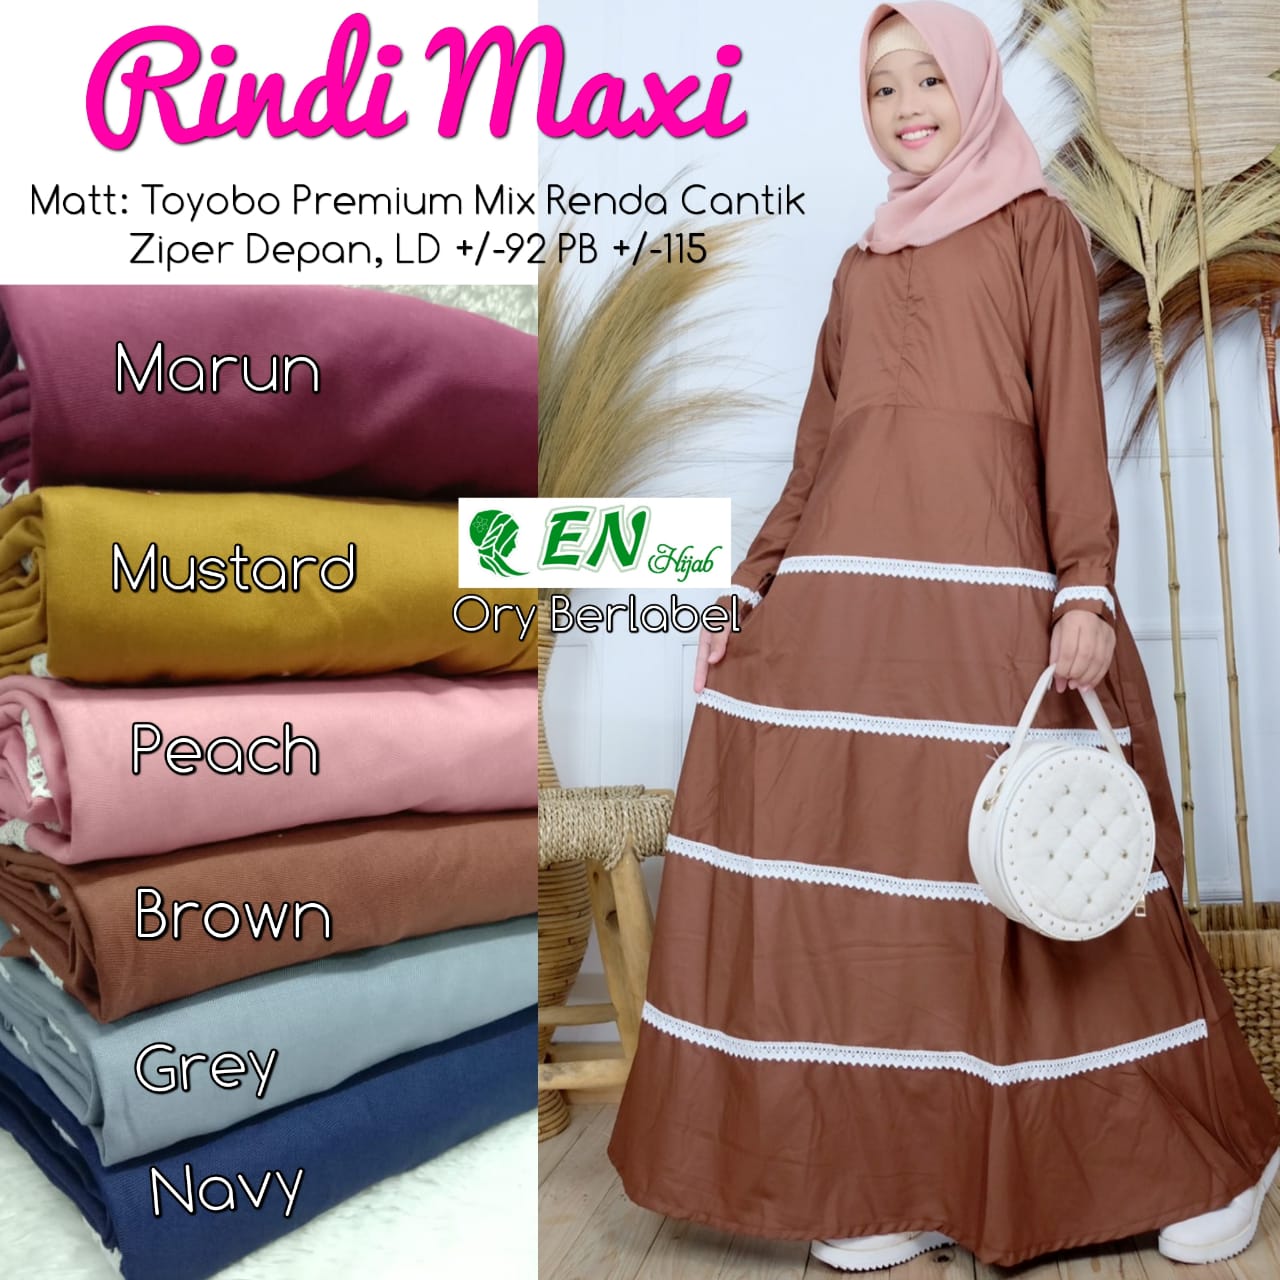 Rindi Maxi
Matt: Toyobo Premium Mix Renda Cantik
Ziper Depan, LD +/-92 PB +/-115
Marun
Mustard
EN Hijab
Ory Berlabel
Peach
Brown
Grey
Navy